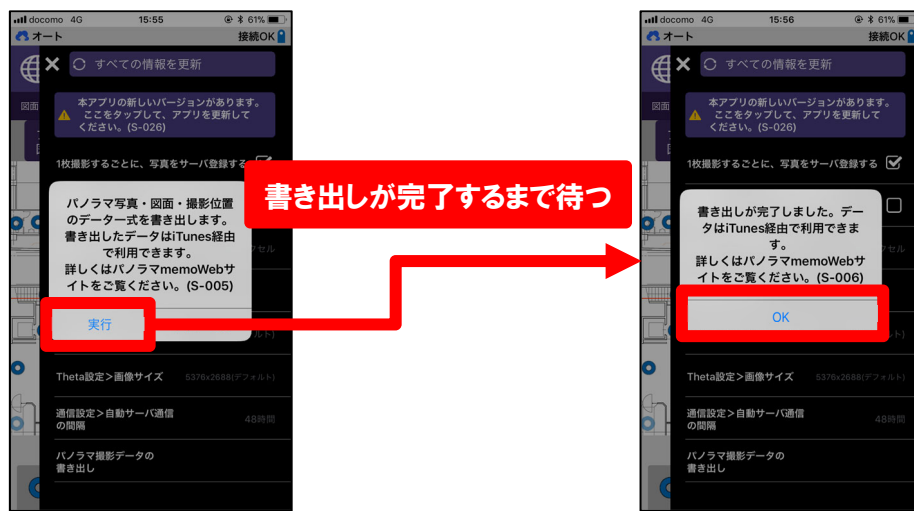 docomo 4G 15:55 61%
オート 接続OK
すべての情報を更新
図面
本アプリの新しいバージョンがあります。
ここをタップして、アプリを更新して
ください。(S-026)
1枚撮影するごとに、写真をサーバ登録する
パノラマ写真・図面・撮影位置
のデータ一式を書き出します。
書き出したデータはiTunes経由
で利用できます。
詳しくはパノラマmemoWebサ
イトをご覧ください。(S-005)
実行
Theta設定>画像サイズ 5376x2688(デフォルト)
通信設定>自動サーバ通信
の間隔 48時間
パノラマ撮影データの
書き出し
書き出しが完了するまで待つ
docomo 4G 15:56 61%
オート 接続OK
すべての情報を更新
図面
本アプリの新しいバージョンがあります。
ここをタップして、アプリを更新して
ください。(S-026)
1枚撮影するごとに、写真をサーバ登録する
書き出しが完了しました。デー
タはiTunes経由で利用できま
す。
詳しくはパノラマmemoWebサ
イトをご覧ください。(S-006)
OK
Theta設定>画像サイズ 5376x2688(デフォルト)
通信設定>自動サーバ通信
の間隔 48時間
パノラマ撮影データの
書き出し